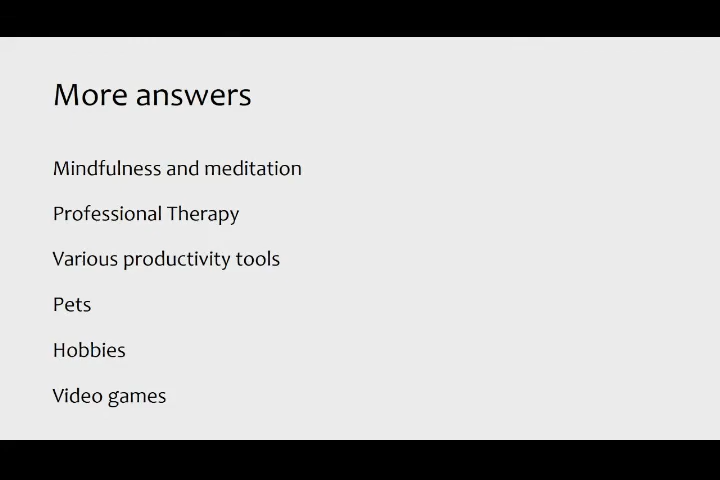 More answers
Mindfulness and meditation
Professional Therapy
Various productivity tools
Pets
Hobbies
Video games